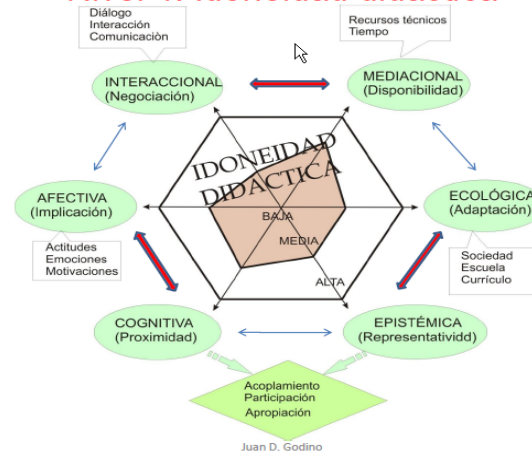 Diálogo
Interacción
Comunicaciòn
Recursos técnicos
Tiempo
INTERACCIONAL
(Negociación)
MEDIACIONAL
(Disponibilidad)
IDONEIDAD
DIDACTICA
AFECTIVA
(Implicación)
ECOLÓGICA
(Adaptación)
BAJA
MEDIA
ALTA
Actitudes
Emociones
Motivaciones
Sociedad
Escuela
Currículo
COGNITIVA
(Proximidad)
EPISTÉMICA
(Representatividd)
Acoplamiento
Participación
Apropiación
Juan D. Godino